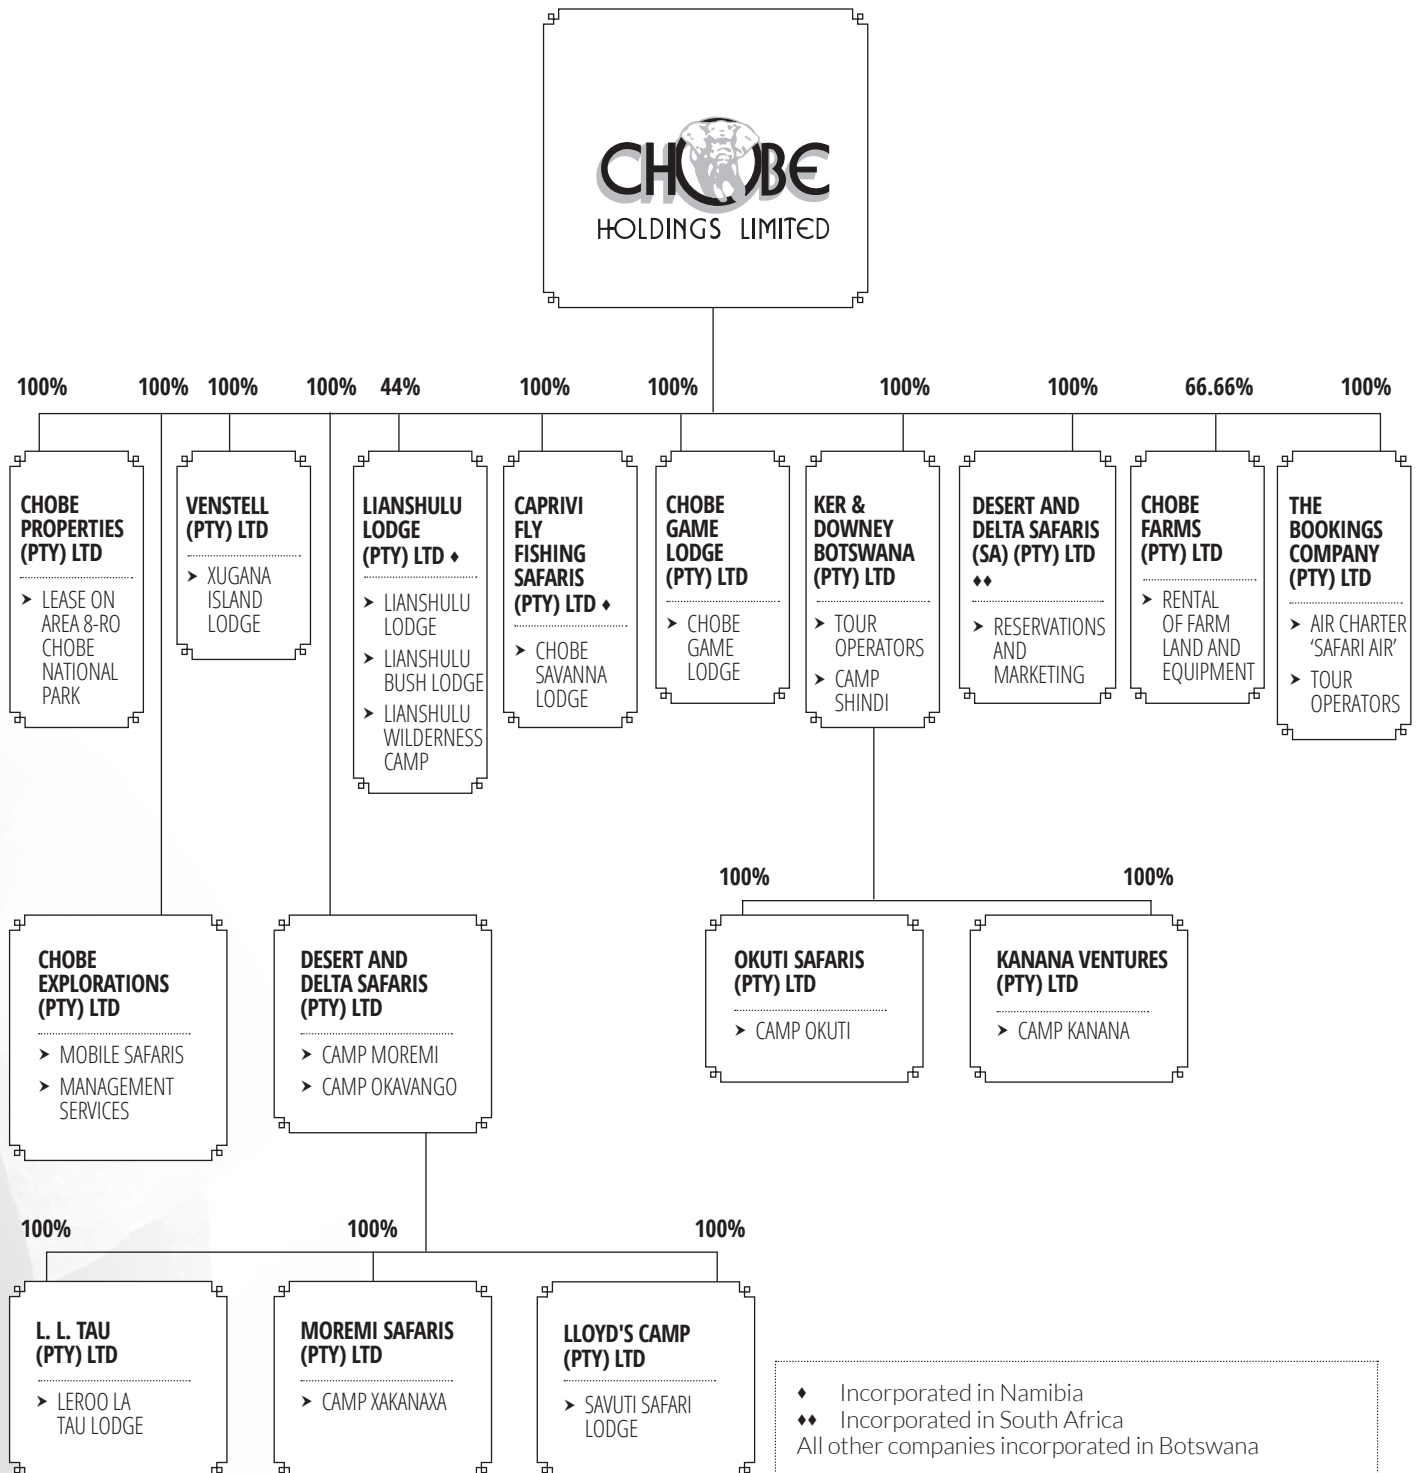 CHOBE
HOLDINGS LIMITED
100%
100%
100%
100%
44%
100%
100%
100%
100%
66.66%
100%
CHOBE
PROPERTIES
(PTY) LTD
➤ LEASE ON
AREA 8-RO
CHOBE
NATIONAL
PARK
VENSTELL
(PTY) LTD
➤ XUGANA
ISLAND
LODGE
LIANSHULU
LODGE
(PTY) LTD ♦
➤ LIANSHULU
LODGE
➤ LIANSHULU
BUSH LODGE
➤ LIANSHULU
WILDERNESS
CAMP
CAPRIVI
FLY
FISHING
SAFARIS
(PTY) LTD ♦
➤ CHOBE
SAVANNA
LODGE
CHOBE
GAME
LODGE
(PTY) LTD
➤ CHOBE
GAME
LODGE
KER &
DOWNEY
BOTSWANA
(PTY) LTD
➤ TOUR
OPERATORS
➤ CAMP
SHINDI
DESERT AND
DELTA SAFARIS
(SA) (PTY) LTD
♦♦
➤ RESERVATIONS
AND
MARKETING
CHOBE
FARMS
(PTY) LTD
➤ RENTAL
OF FARM
LAND AND
EQUIPMENT
THE
BOOKINGS
COMPANY
(PTY) LTD
➤ AIR CHARTER
'SAFARI AIR'
➤ TOUR
OPERATORS
100%
100%
CHOBE
EXPLORATIONS
(PTY) LTD
➤ MOBILE SAFARIS
➤ MANAGEMENT
SERVICES
DESERT AND
DELTA SAFARIS
(PTY) LTD
➤ CAMP MOREMI
➤ CAMP OKAVANGO
OKUTI SAFARIS
(PTY) LTD
➤ CAMP OKUTI
KANANA VENTURES
(PTY) LTD
➤ CAMP KANANA
100%
100%
100%
L. L. TAU
(PTY) LTD
➤ LEROO LA
TAU LODGE
MOREMI SAFARIS
(PTY) LTD
➤ CAMP XAKANAXA
LLOYD'S CAMP
(PTY) LTD
➤ SAVUTI SAFARI
LODGE
♦ Incorporated in Namibia
♦♦ Incorporated in South Africa
All other companies incorporated in Botswana